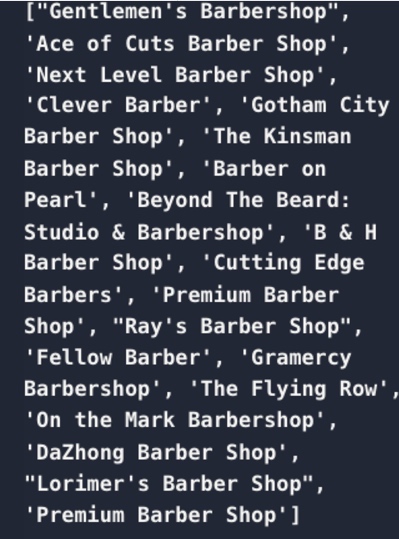 ["Gentlemen's Barbershop",
'Ace of Cuts Barber Shop',
'Next Level Barber Shop',
'Clever Barber', 'Gotham City
Barber Shop', 'The Kinsman
Barber Shop', 'Barber on
Pearl', 'Beyond The Beard:
Studio & Barbershop', 'B & H
Barber Shop', 'Cutting Edge
Barbers', 'Premium Barber
Shop', "Ray's Barber Shop",
'Fellow Barber', 'Gramercy
Barbershop', 'The Flying Row',
'On the Mark Barbershop',
'DaZhong Barber Shop',
"Lorimer's Barber Shop",
'Premium Barber Shop']